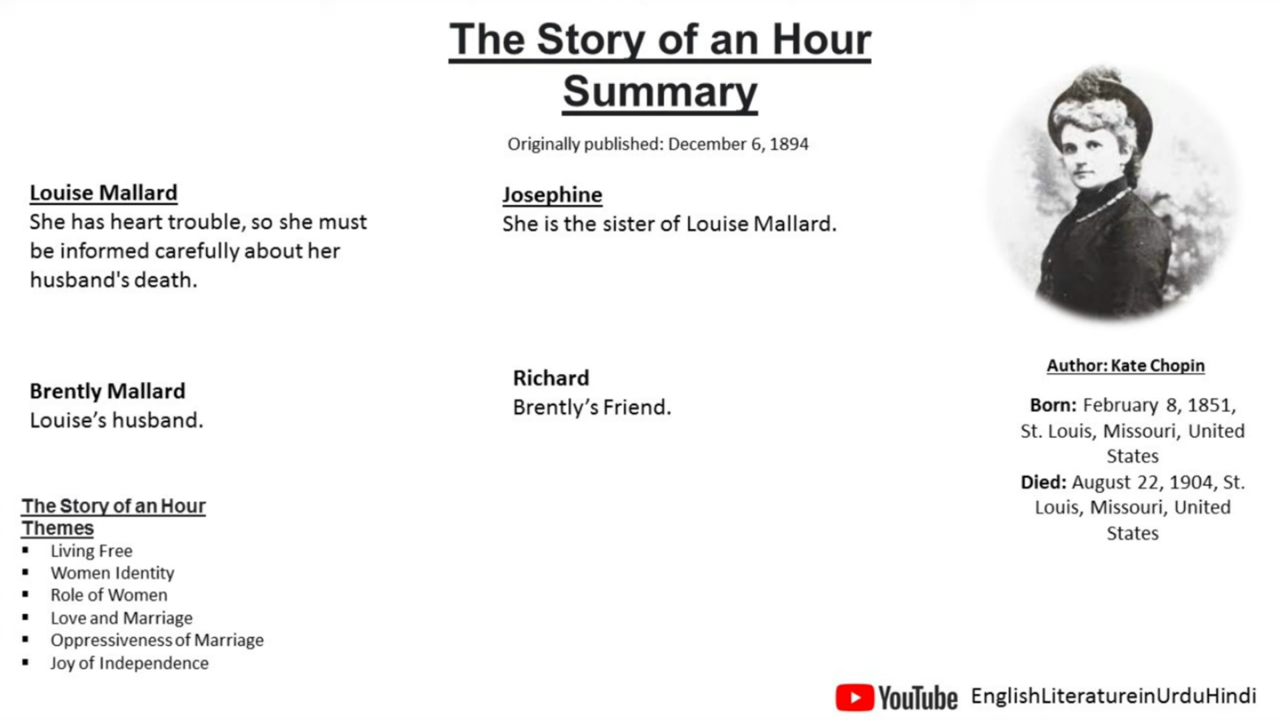 The Story of an Hour
Summary
Originally published: December 6, 1894
Louise Mallard
She has heart trouble, so she must
be informed carefully about her
husband's death.
Josephine
She is the sister of Louise Mallard.
Brently Mallard
Louise’s husband.
Richard
Brently’s Friend.
The Story of an Hour
Themes
▪ Living Free
▪ Women Identity
▪ Role of Women
▪ Love and Marriage
▪ Oppressiveness of Marriage
▪ Joy of Independence
Author: Kate Chopin
Born: February 8, 1851,
St. Louis, Missouri, United
States
Died: August 22, 1904, St.
Louis, Missouri, United
States
YouTube EnglishLiteratureinUrduHindi